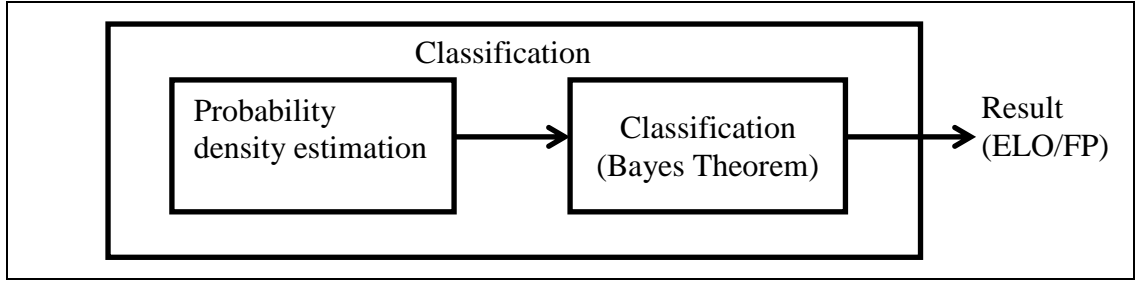 Classification
Probability
density estimation
Classification
(Bayes Theorem)
Result
(ELO/FP)